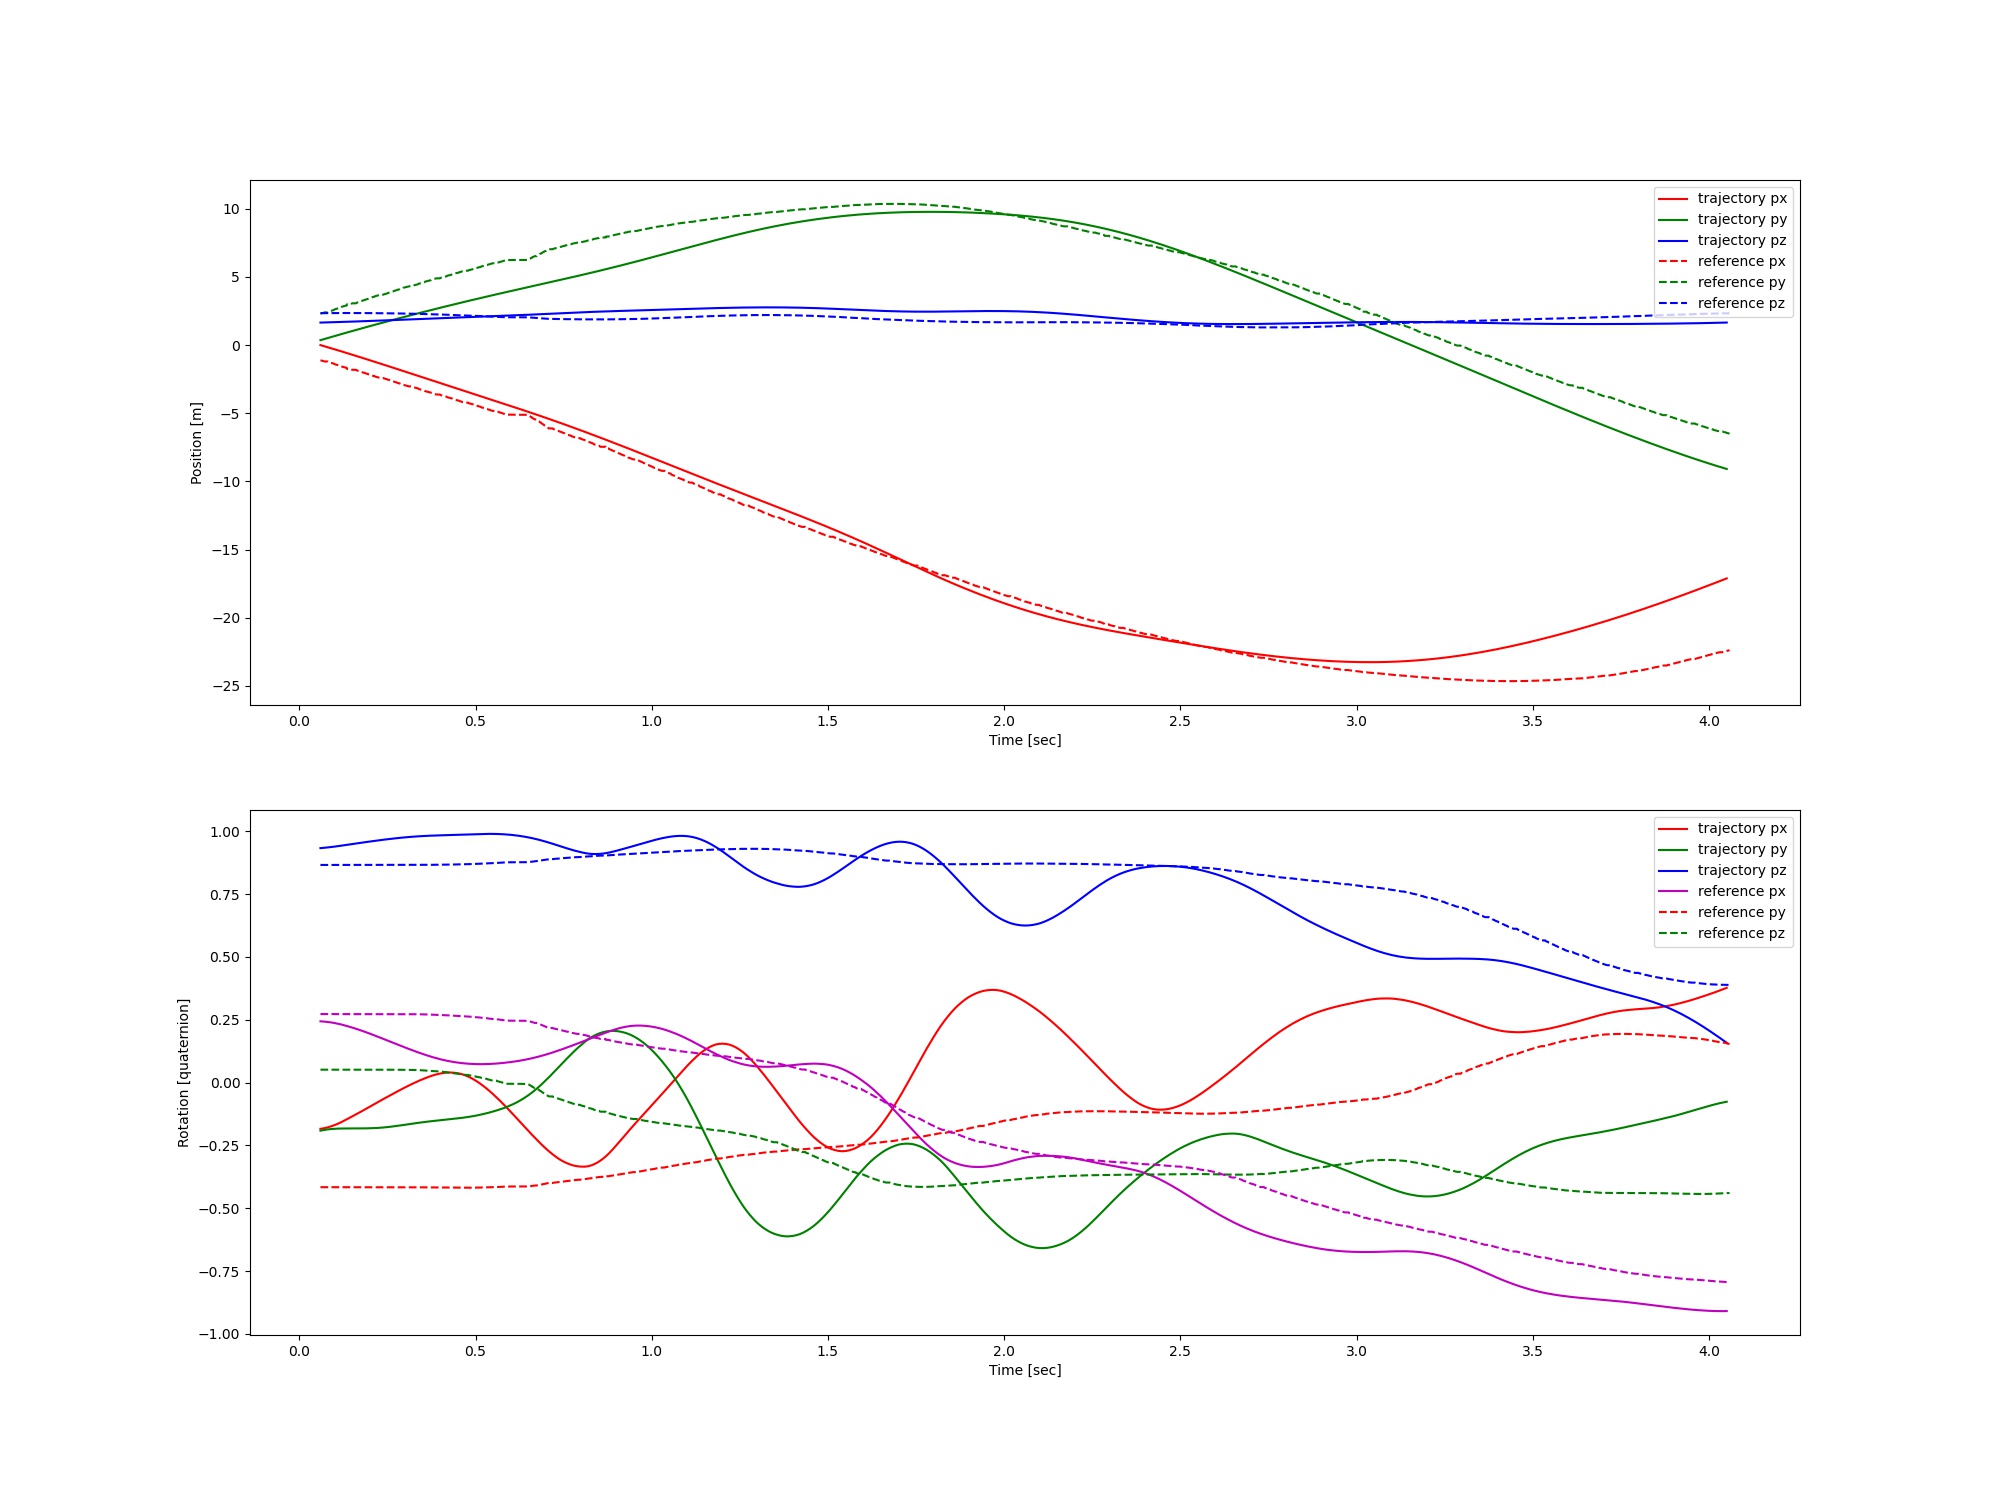 10
5
0
−5
−10
−15
−20
−25
Position [m]
trajectory px
trajectory py
trajectory pz
reference px
reference py
reference pz
0.0 0.5 1.0 1.5 2.0 2.5 3.0 3.5 4.0
Time [sec]
1.00
0.75
0.50
0.25
0.00
−0.25
−0.50
−0.75
−1.00
Rotation [quaternion]
trajectory px
trajectory py
trajectory pz
reference px
reference py
reference pz
0.0 0.5 1.0 1.5 2.0 2.5 3.0 3.5 4.0
Time [sec]